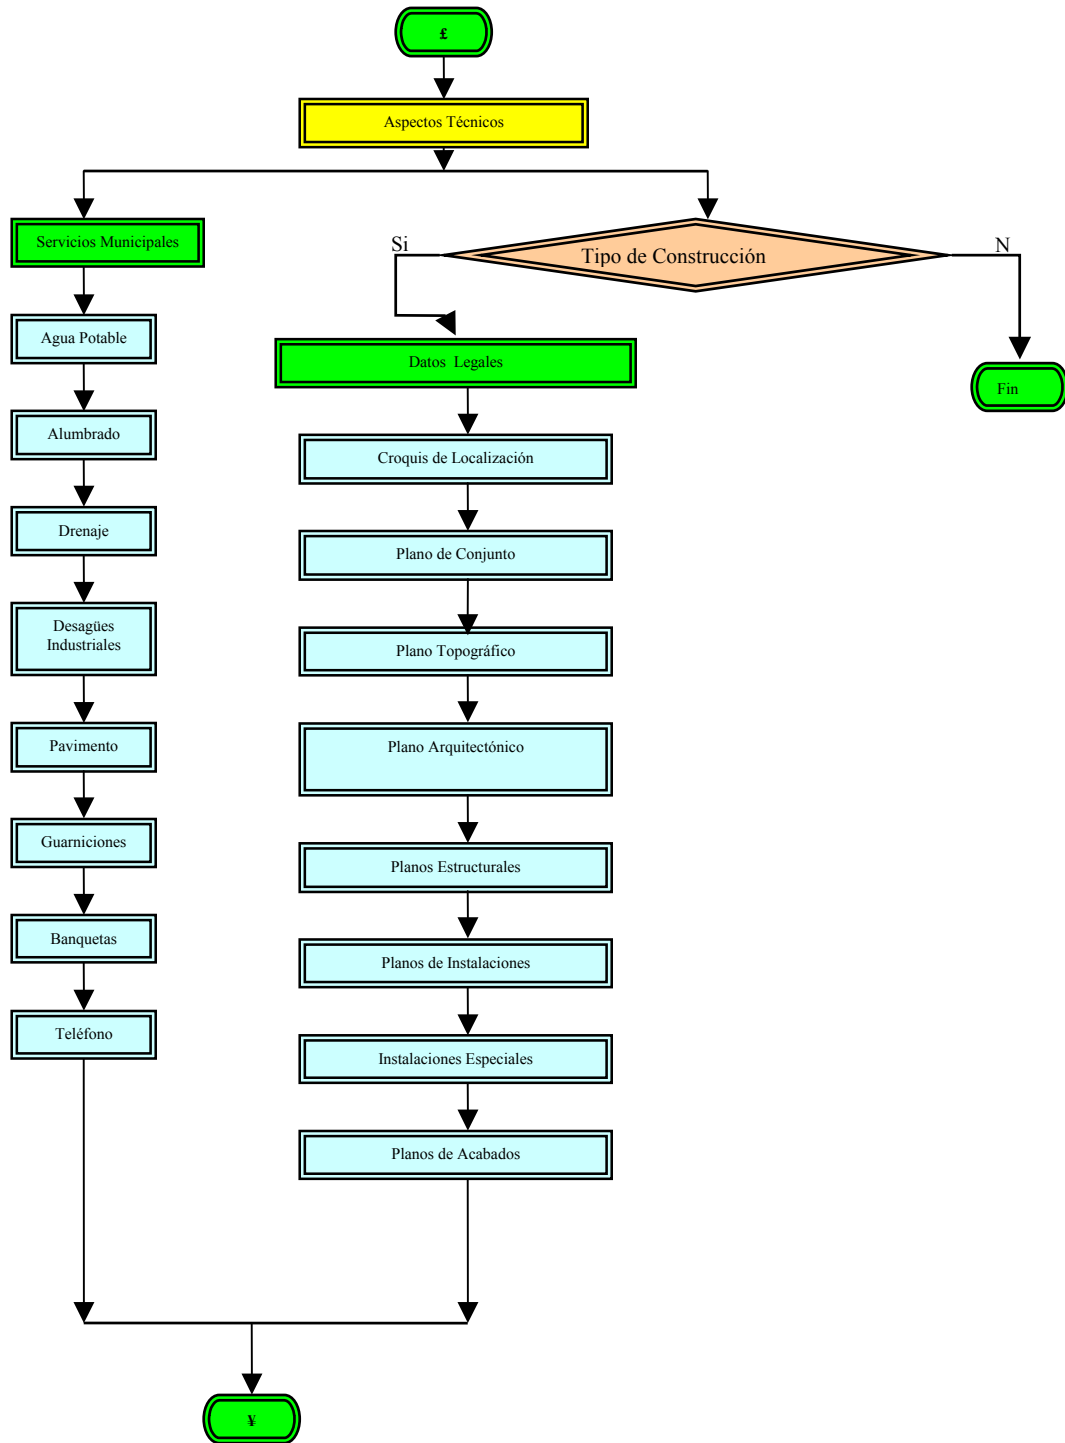 £
Aspectos Técnicos
Servicios Municipales
Agua Potable
Alumbrado
Drenaje
Desagües
Industriales
Pavimento
Guarniciones
Banquetas
Teléfono
Tipo de Construcción
Si
N
Fin
Datos Legales
Croquis de Localización
Plano de Conjunto
Plano Topográfico
Plano Arquitectónico
Planos Estructurales
Planos de Instalaciones
Instalaciones Especiales
Planos de Acabados
¥